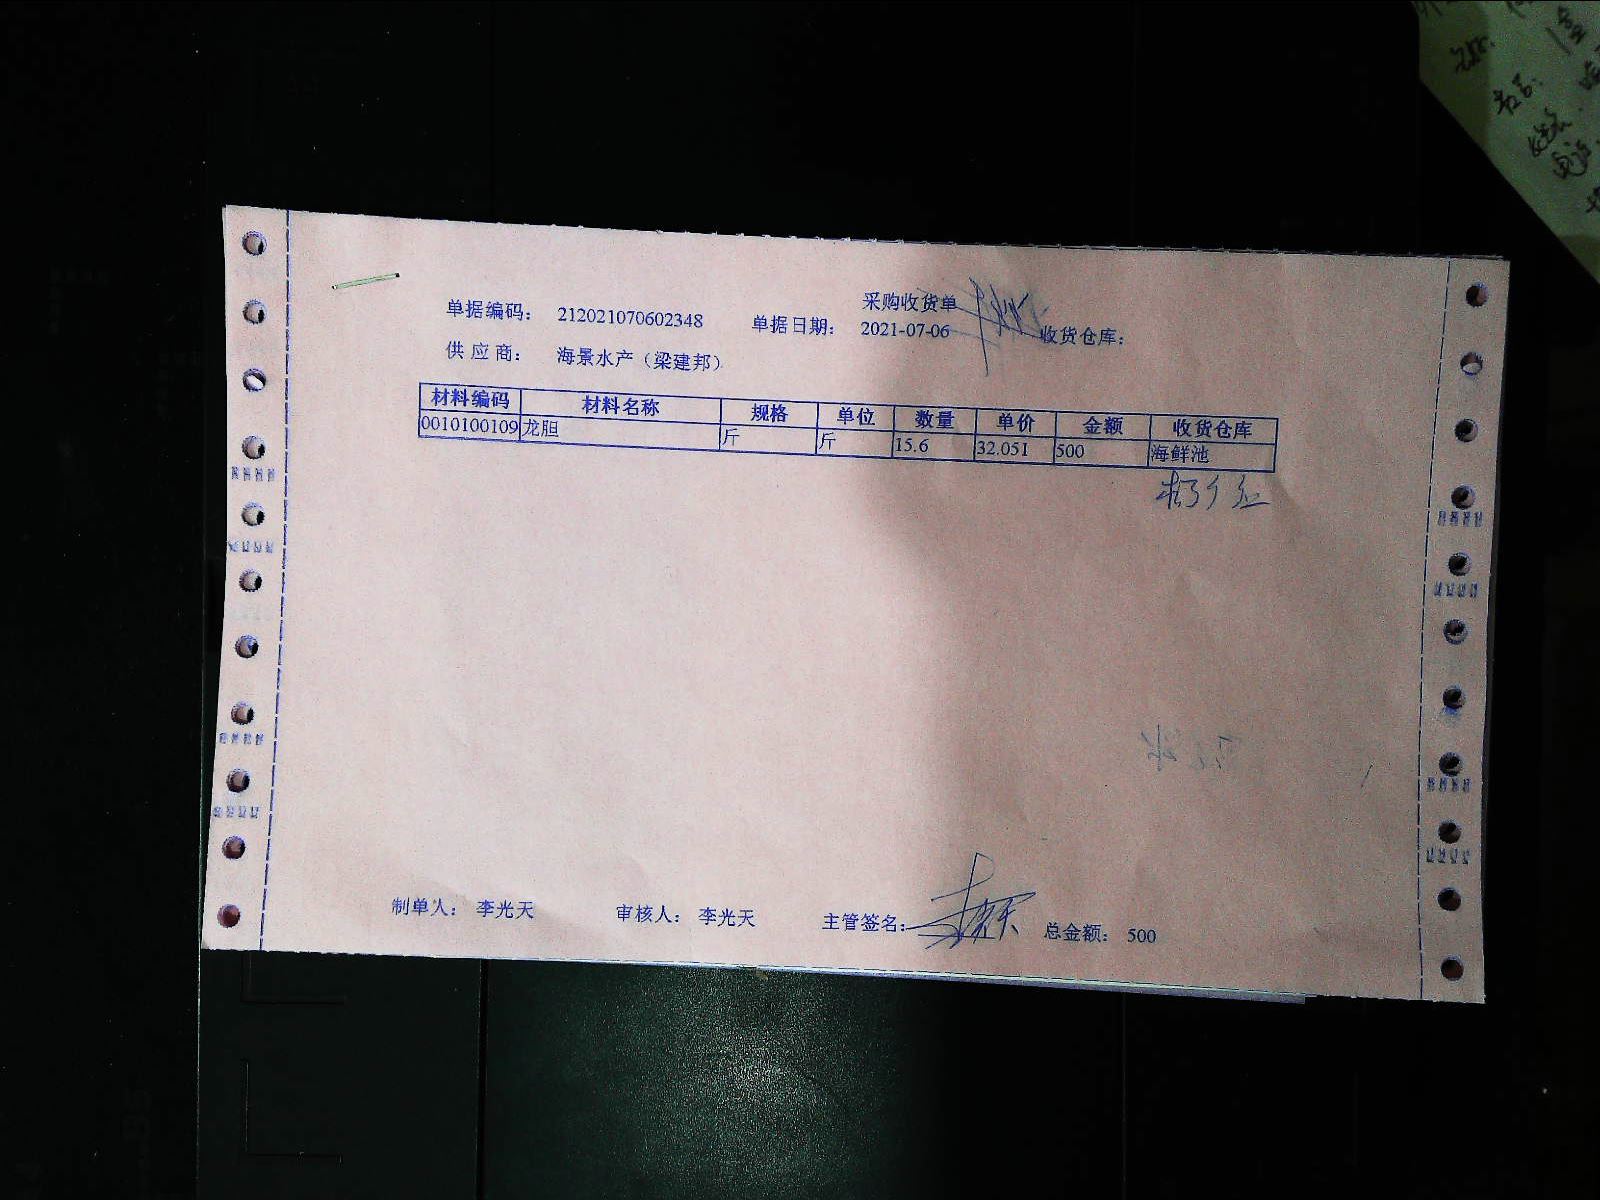 采购收货单
单据编码： 212021070602348 单据日期： 2021-07-06 收货仓库：
供 应 商： 海景水产（梁建邦）
材料编码 材料名称 规格 单位 数量 单价 金额 收货仓库
0010100109 龙胆 斤 斤 15.6 32.051 500 海鲜池
制单人： 李光天 审核人： 李光天 主管签名： 总金额： 500